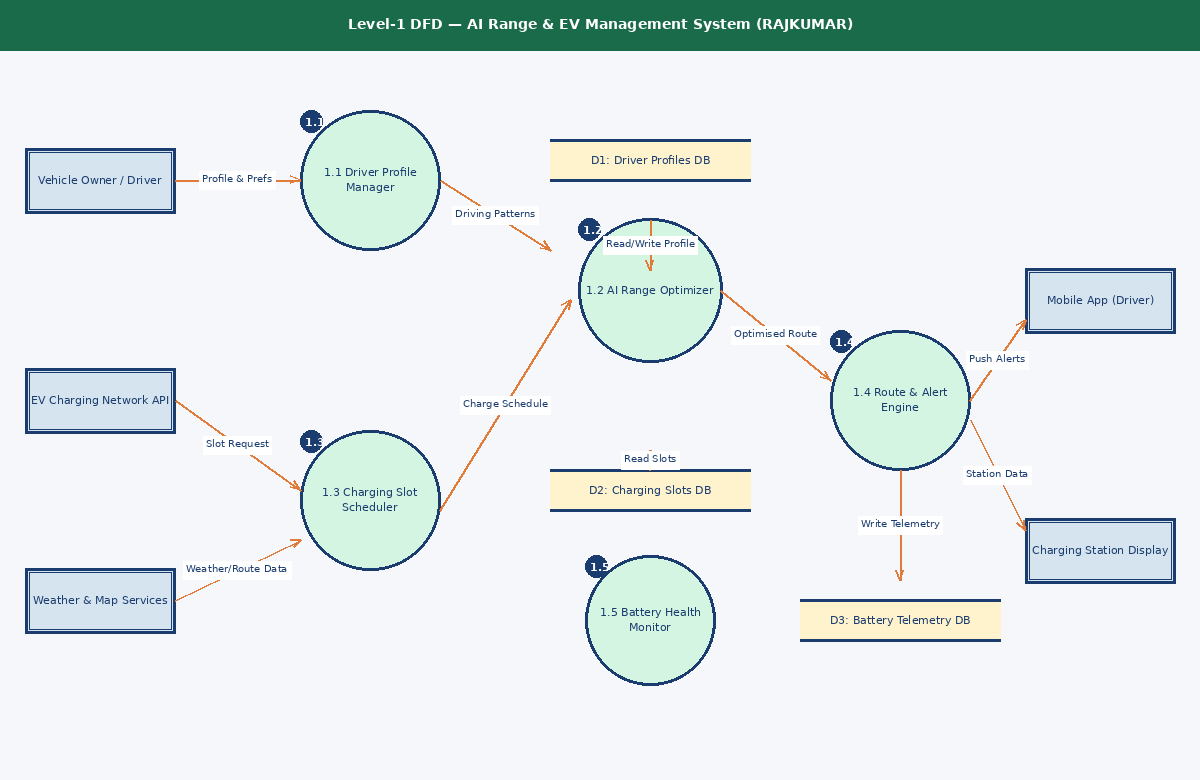 Level-1 DFD — AI Range & EV Management System (RAJKUMAR)
1.1
Vehicle Owner / Driver
Profile & Prefs
1.1 Driver Profile
Manager
D1: Driver Profiles DB
Driving Patterns
1.2
Read/Write Profile
1.2 AI Range Optimizer
Mobile App (Driver)
Optimised Route
1.4
Push Alerts
1.4 Route & Alert
Engine
EV Charging Network API
Charge Schedule
Slot Request
1.3
1.3 Charging Slot
Scheduler
Read Slots
D2: Charging Slots DB
Station Data
Write Telemetry
Charging Station Display
Weather/Route Data
Weather & Map Services
1.5
1.5 Battery Health
Monitor
D3: Battery Telemetry DB